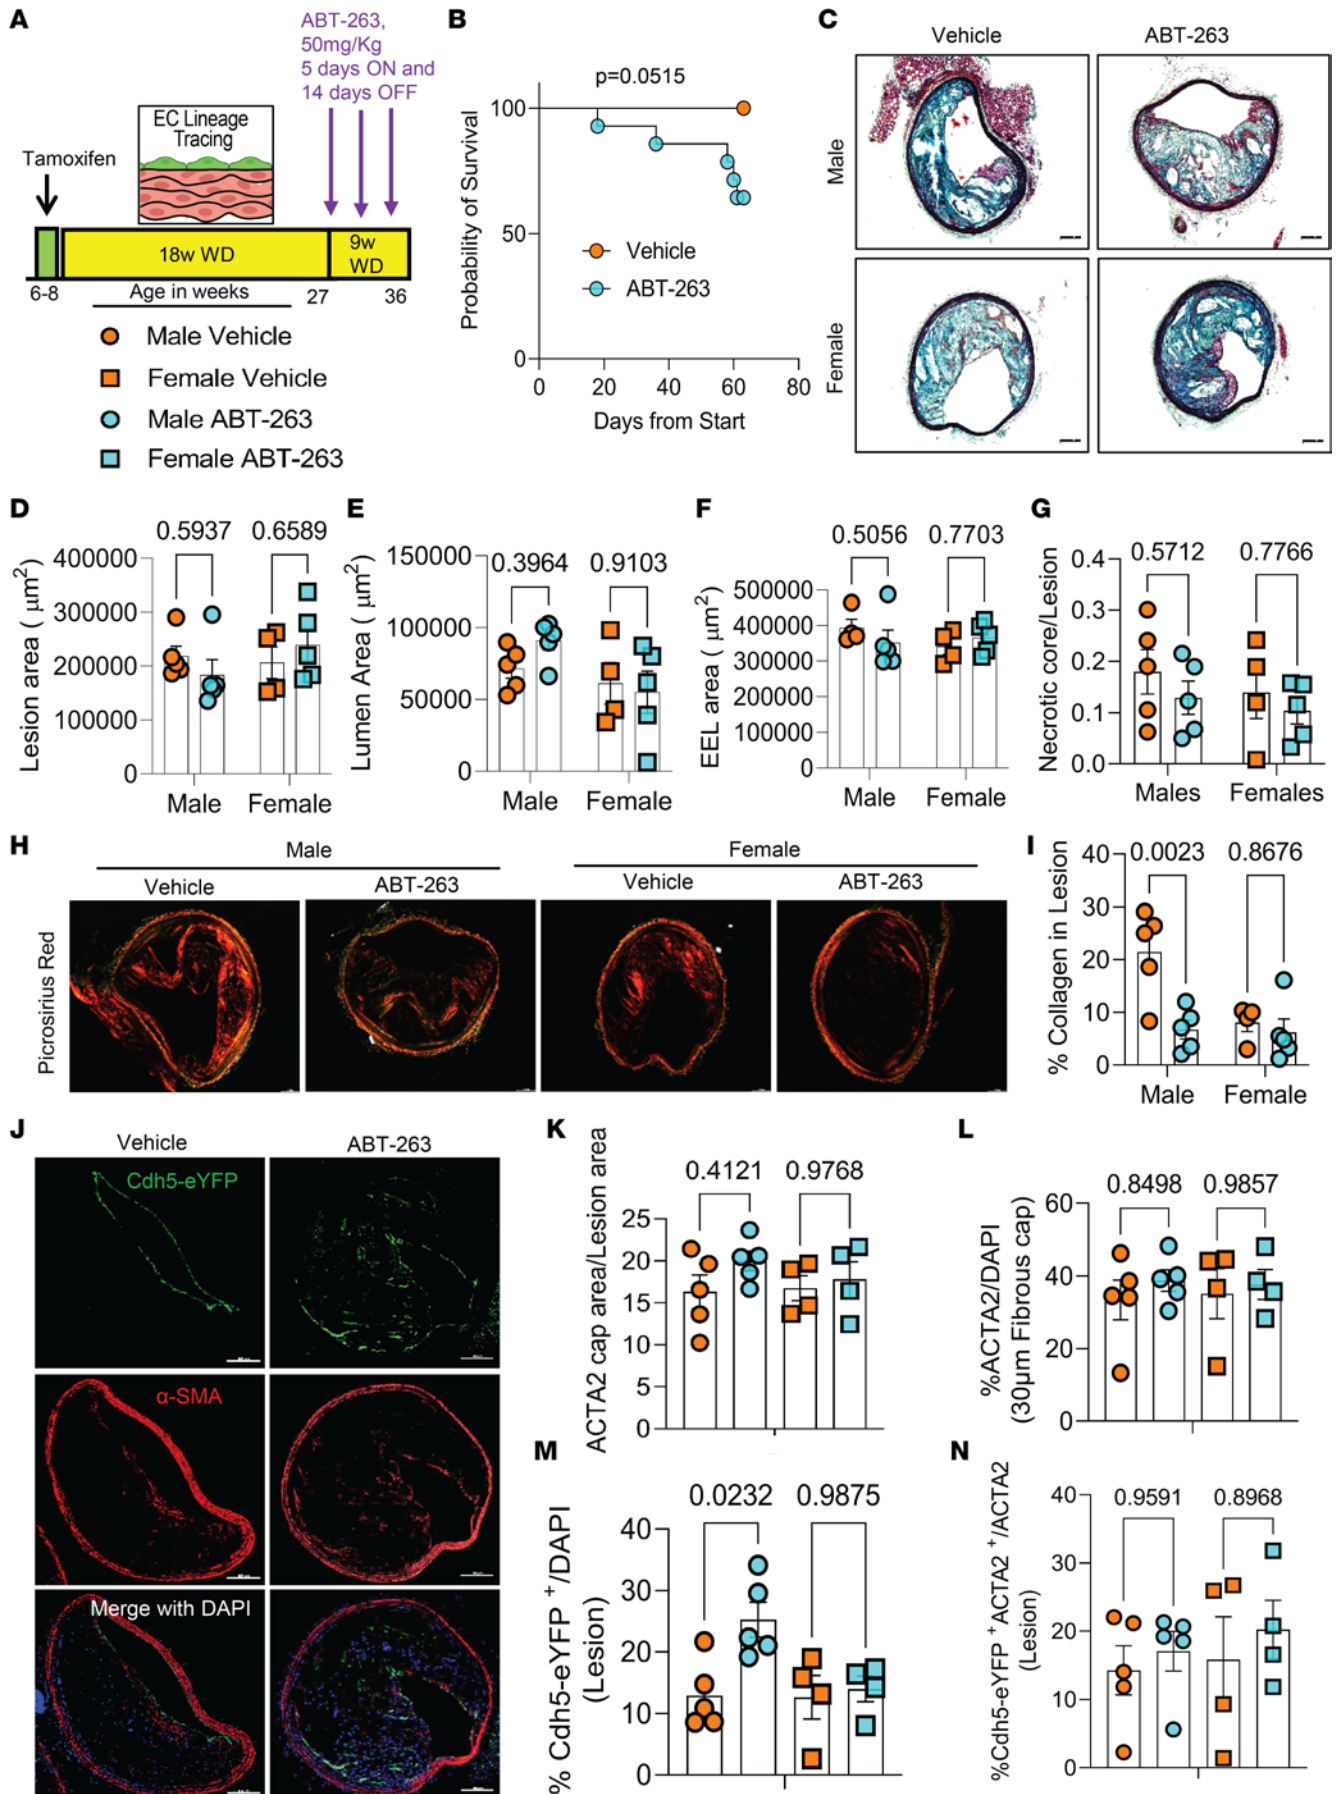 A
ABT-263,
50mg/Kg
5 days ON and
14 days OFF
EC Lineage
Tracing
Tamoxifen
18w WD
9w
WD
6-8
Age in weeks
27
36
Male Vehicle
Female Vehicle
Male ABT-263
Female ABT-263
B
p=0.0515
Probability of Survival
100
50
0
Vehicle
ABT-263
0
20
40
60
80
Days from Start
C
Vehicle
ABT-263
Male
Female
D
0.5937
0.6589
Lesion area ( μm²)
400000
300000
200000
100000
0
Male
Female
E
0.3964
0.9103
Lumen Area ( μm²)
150000
100000
50000
0
Male
Female
F
0.5056
0.7703
EEL area ( μm²)
500000
400000
300000
200000
100000
0
Male
Female
G
0.5712
0.7766
Necrotic core/Lesion
0.4
0.3
0.2
0.1
0.0
Males
Females
H
Male
Female
Vehicle
ABT-263
Vehicle
ABT-263
Picrosirius Red
I
0.0023
0.8676
% Collagen in Lesion
40
30
20
10
0
Male
Female
J
Vehicle
ABT-263
Cdh5-eYFP
α-SMA
Merge with DAPI
K
0.4121
0.9768
ACTA2 cap area/Lesion area
25
20
15
10
5
0
L
0.8498
0.9857
%ACTA2/DAPI
(30μm Fibrous cap)
60
40
20
0
M
0.0232
0.9875
% Cdh5-eYFP⁺/DAPI
(Lesion)
40
30
20
10
0
N
0.9591
0.8968
%Cdh5-eYFP⁺ACTA2⁺/ACTA2
(Lesion)
40
30
20
10
0